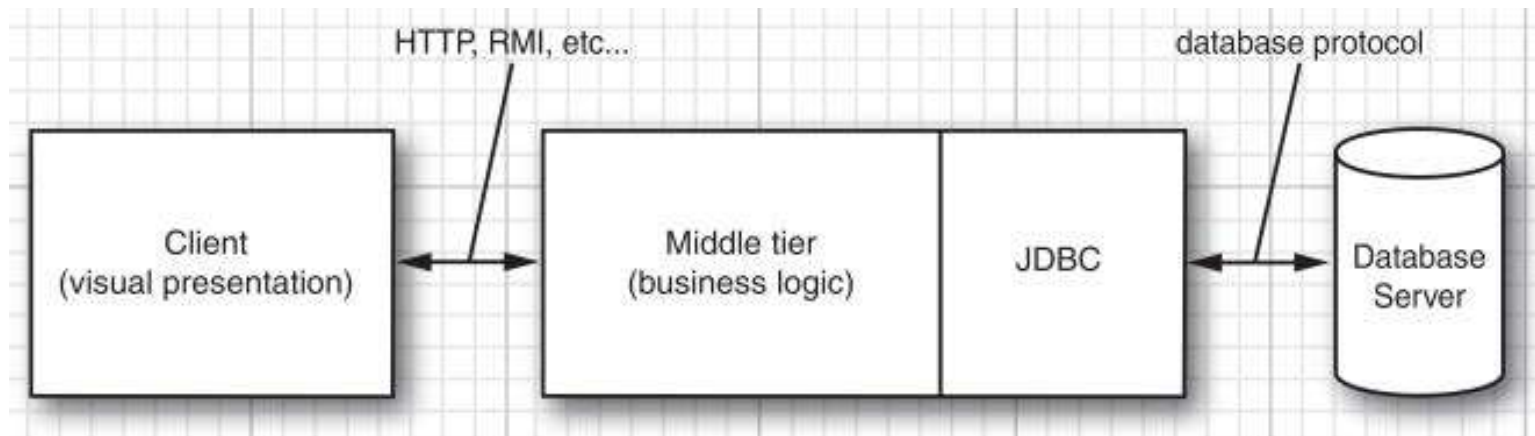 HTTP, RMI, etc...
database protocol
Client
(visual presentation)
Middle tier
(business logic)
JDBC
Database
Server